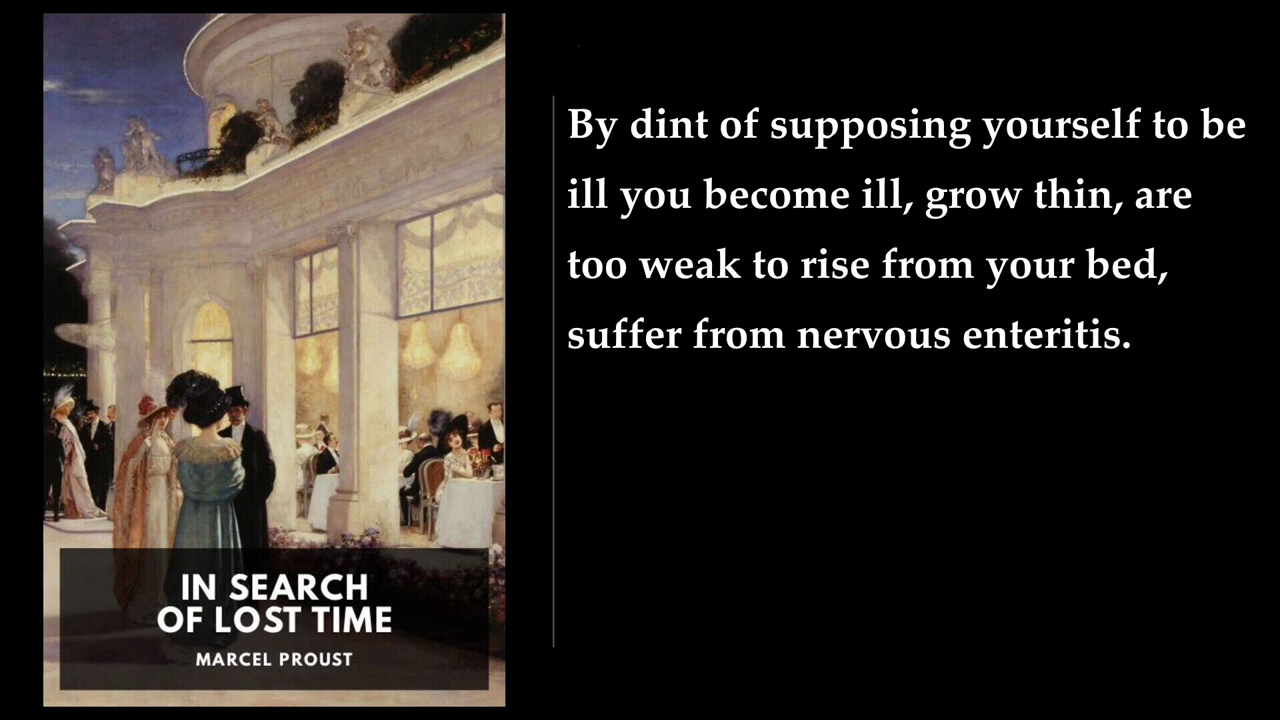 By dint of supposing yourself to be
ill you become ill, grow thin, are
too weak to rise from your bed,
suffer from nervous enteritis.
IN SEARCH
OF LOST TIME
MARCEL PROUST